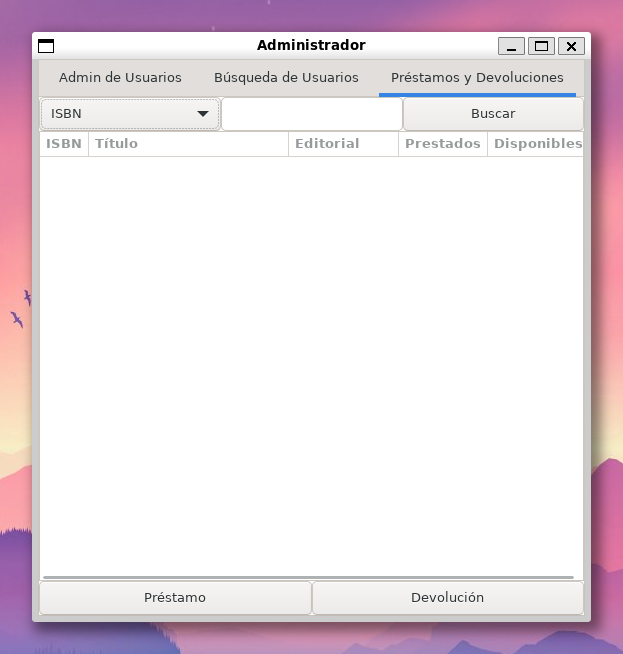 Administrador
Admin de Usuarios Búsqueda de Usuarios Préstamos y Devoluciones
ISBN Buscar
ISBN Título Editorial Prestados Disponibles
Préstamo Devolución